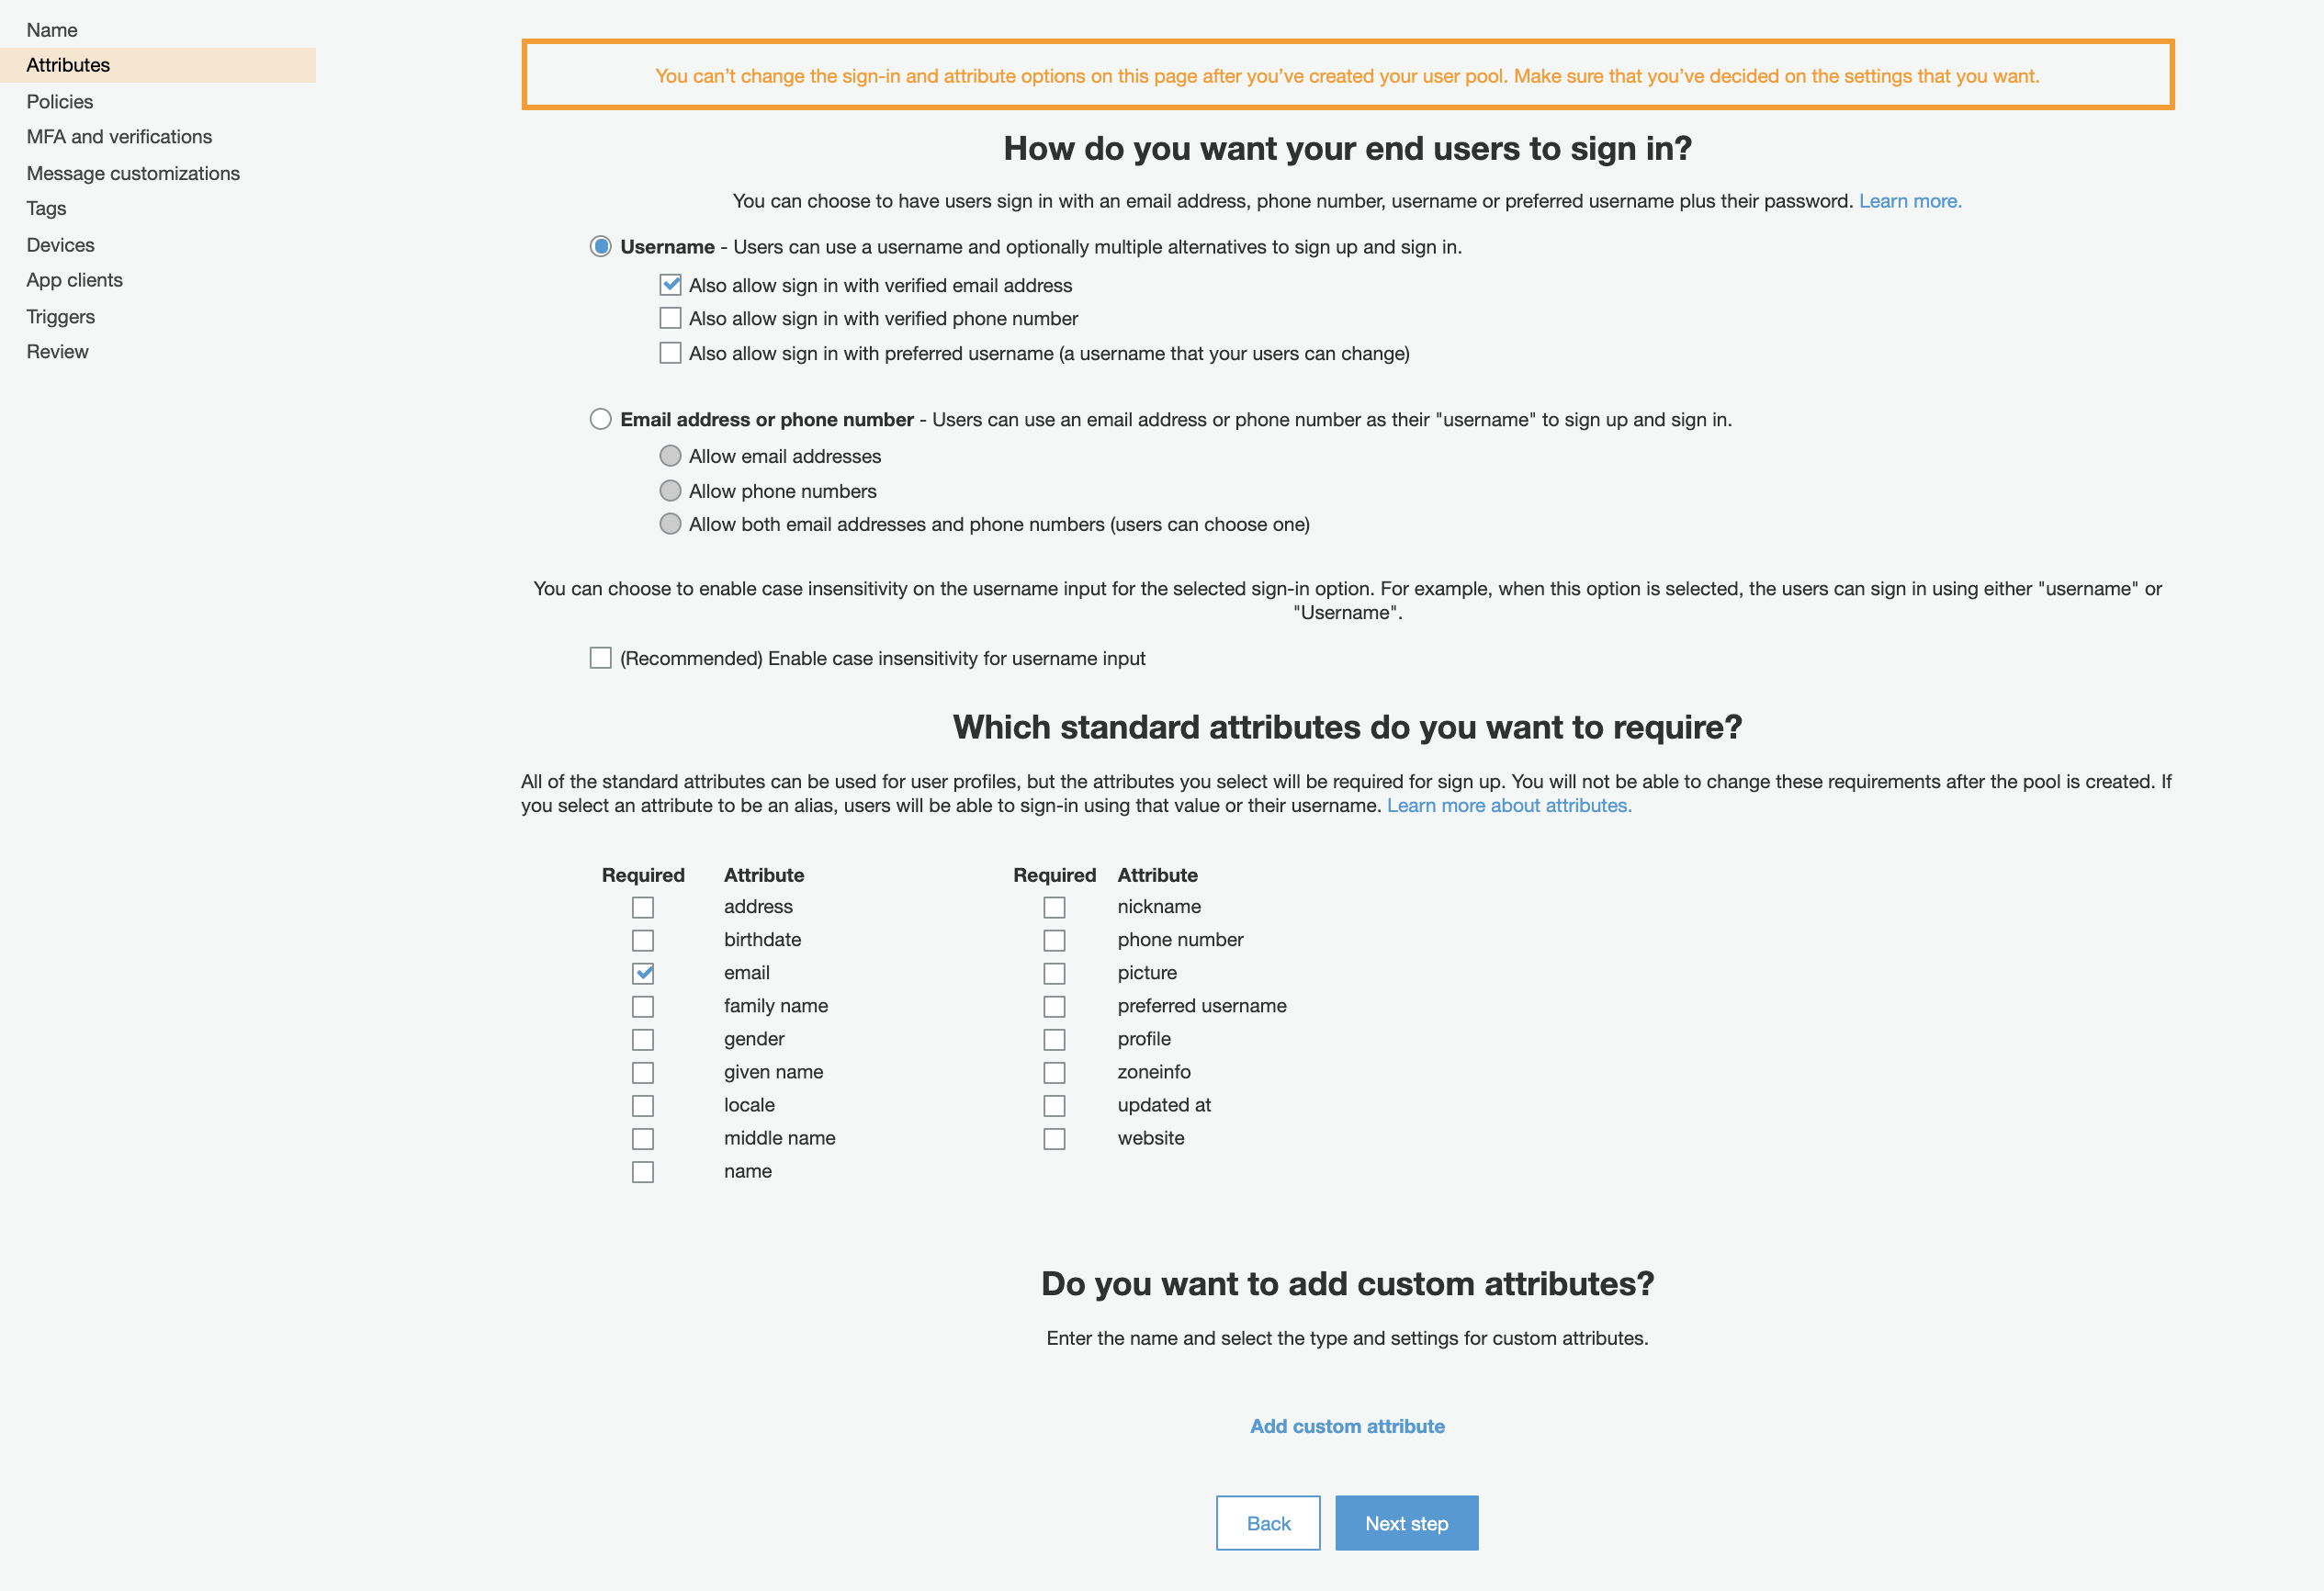 Name
Attributes
Policies
MFA and verifications
Message customizations
Tags
Devices
App clients
Triggers
Review
You can’t change the sign-in and attribute options on this page after you’ve created your user pool. Make sure that you’ve decided on the settings that you want.
How do you want your end users to sign in?
You can choose to have users sign in with an email address, phone number, username or preferred username plus their password. Learn more.
Username - Users can use a username and optionally multiple alternatives to sign up and sign in.
Also allow sign in with verified email address
Also allow sign in with verified phone number
Also allow sign in with preferred username (a username that your users can change)
Email address or phone number - Users can use an email address or phone number as their "username" to sign up and sign in.
Allow email addresses
Allow phone numbers
Allow both email addresses and phone numbers (users can choose one)
You can choose to enable case insensitivity on the username input for the selected sign-in option. For example, when this option is selected, the users can sign in using either "username" or
"Username".
(Recommended) Enable case insensitivity for username input
Which standard attributes do you want to require?
All of the standard attributes can be used for user profiles, but the attributes you select will be required for sign up. You will not be able to change these requirements after the pool is created. If
you select an attribute to be an alias, users will be able to sign-in using that value or their username. Learn more about attributes.
Required Attribute
address
birthdate
email
family name
gender
given name
locale
middle name
name
Required Attribute
nickname
phone number
picture
preferred username
profile
zoneinfo
updated at
website
Do you want to add custom attributes?
Enter the name and select the type and settings for custom attributes.
Add custom attribute
Back Next step